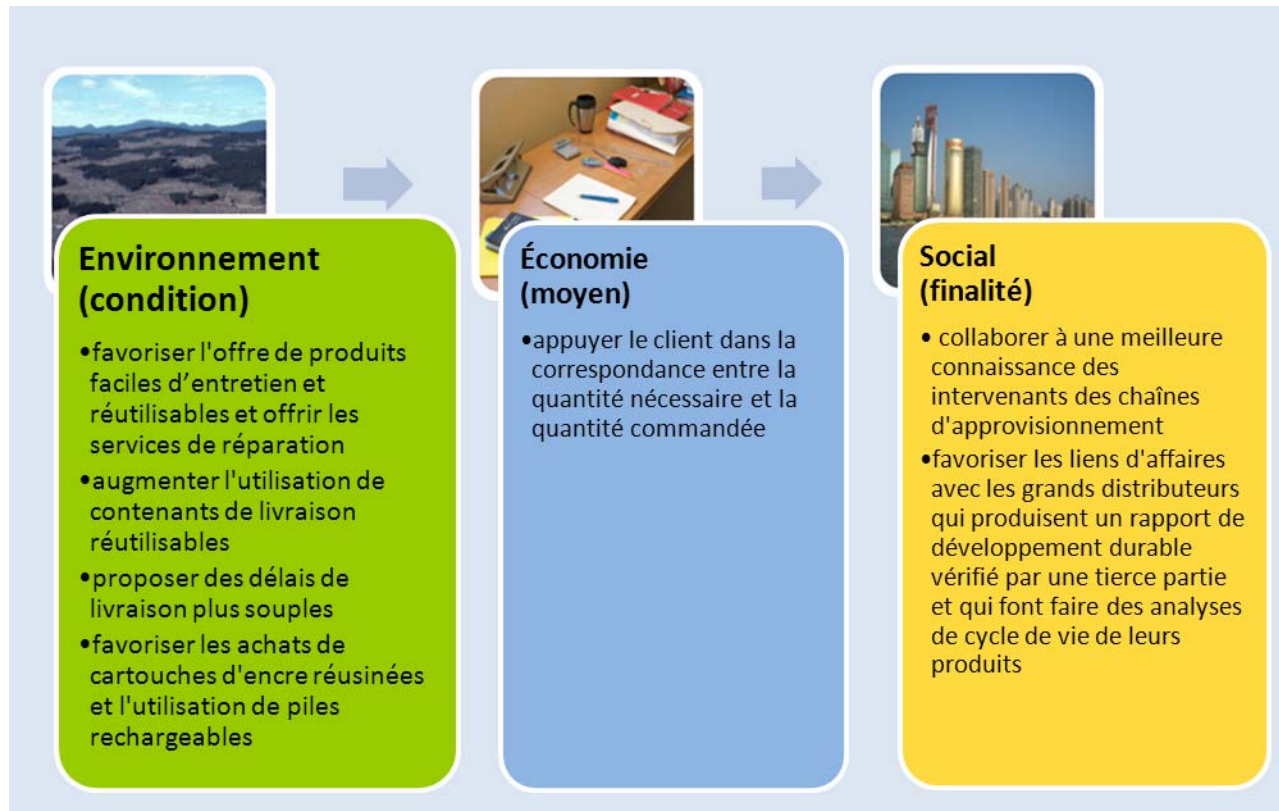 Environnement
(condition)
•favoriser l'offre de produits
faciles d’entretien et
réutilisables et offrir les
services de réparation
•augmenter l'utilisation de
contenants de livraison
réutilisables
•proposer des délais de
livraison plus souples
•favoriser les achats de
cartouches d'encre réusinées
et l'utilisation de piles
rechargeables
Économie
(moyen)
•appuyer le client dans la
correspondance entre la
quantité nécessaire et la
quantité commandée
Social
(finalité)
• collaborer à une meilleure
connaissance des
intervenants des chaînes
d'approvisionnement
•favoriser les liens d'affaires
avec les grands distributeurs
qui produisent un rapport de
développement durable
vérifié par une tierce partie
et qui font faire des analyses
de cycle de vie de leurs
produits